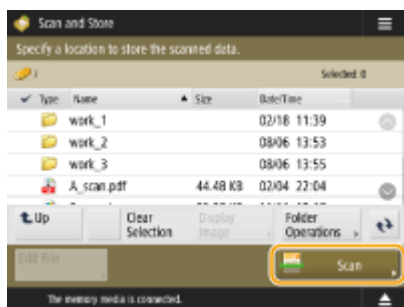 Scan and Store
Specify a location to store the scanned data.
/ Selected: 0
Type Name Size Date/Time
work_1 02/18 11:39
work_2 08/06 13:53
work_3 08/06 13:55
A_scan.pdf 44.48 KB 02/04 22:04
Up Clear Selection Display Image Folder Operations
Edit File Scan
The memory media is connected.